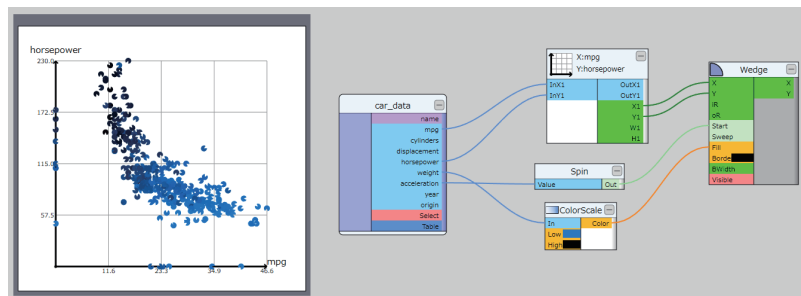 horsepower
230.0
172.5
115.0
57.5
11.6 23.3 34.9 46.6
mpg
car_data
name
mpg
cylinders
displacement
horsepower
weight
acceleration
year
origin
Select
Table
X:mpg
Y:horsepower
InX1 OutX1
InY1 OutY1
X1
Y1
W1
H1
Spin
Value Out
ColorScale
In Color
Low
High
Wedge
X X
Y Y
iR
oR
Start
Sweep
Fill
Borde
BWidth
Visible